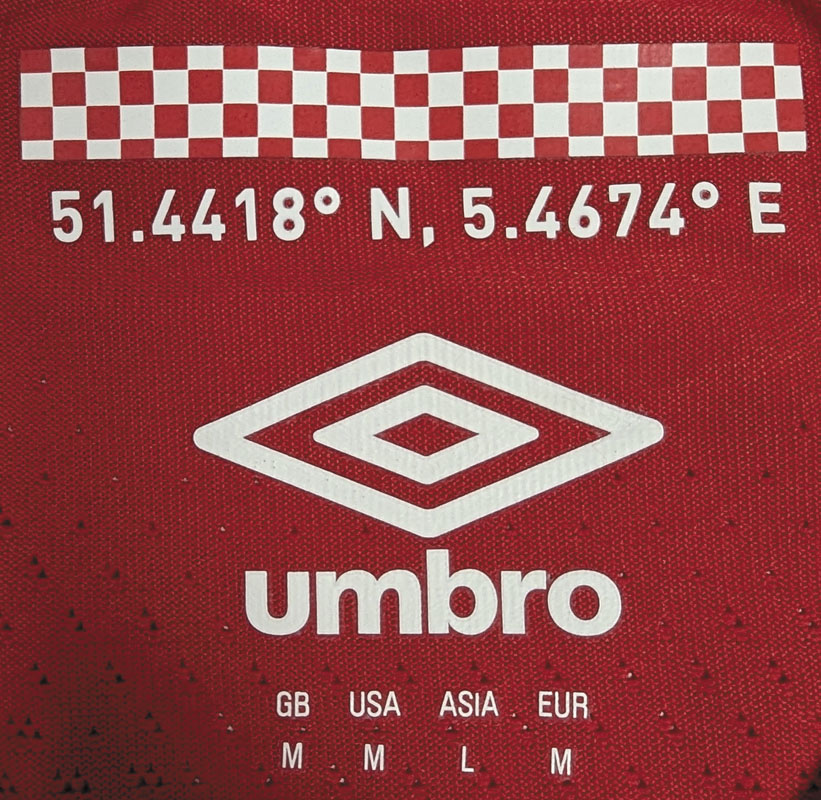 51.4418° N, 5.4674° E
umbro
GB USA ASIA EUR
M M L M